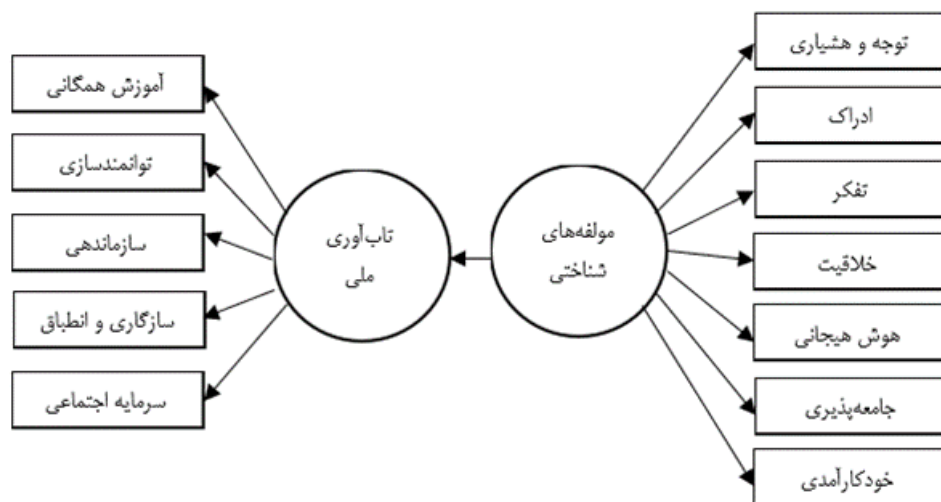 توجه و هشیاری
ادراک
تفکر
خلاقیت
هوش هیجانی
جامعه‌پذیری
خودکارآمدی
مولفه‌های
شناختی
تاب‌آوری
ملی
آموزش همگانی
توانمندسازی
سازماندهی
سازگاری و انطباق
سرمایه اجتماعی